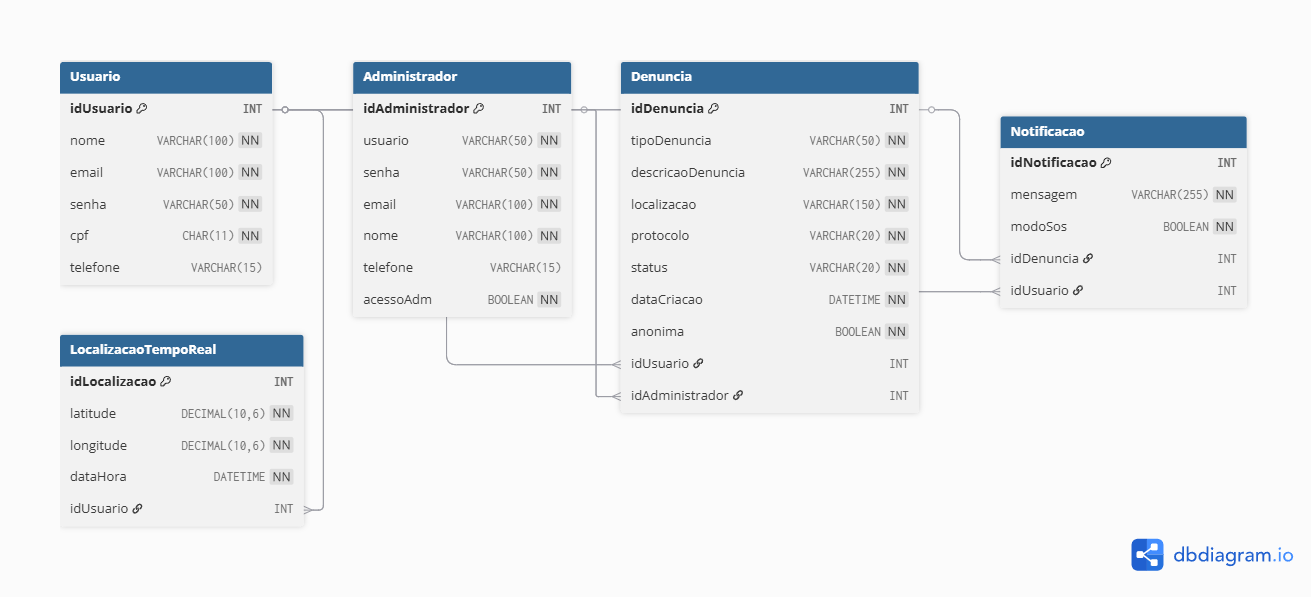 Usuario
idUsuario INT
nome VARCHAR(100) NN
email VARCHAR(100) NN
senha VARCHAR(50) NN
cpf CHAR(11) NN
telefone VARCHAR(15)
Administrador
idAdministrador INT
usuario VARCHAR(50) NN
senha VARCHAR(50) NN
email VARCHAR(100) NN
nome VARCHAR(100) NN
telefone VARCHAR(15)
acessoAdm BOOLEAN NN
Denuncia
idDenuncia INT
tipoDenuncia VARCHAR(50) NN
descricaoDenuncia VARCHAR(255) NN
localizacao VARCHAR(150) NN
protocolo VARCHAR(20) NN
status VARCHAR(20) NN
dataCriacao DATETIME NN
anonima BOOLEAN NN
idUsuario INT
idAdministrador INT
Notificacao
idNotificacao INT
mensagem VARCHAR(255) NN
modoSos BOOLEAN NN
idDenuncia INT
idUsuario INT
LocalizacaoTempoReal
idLocalizacao INT
latitude DECIMAL(10,6) NN
longitude DECIMAL(10,6) NN
dataHora DATETIME NN
idUsuario INT
dbdiagram.io